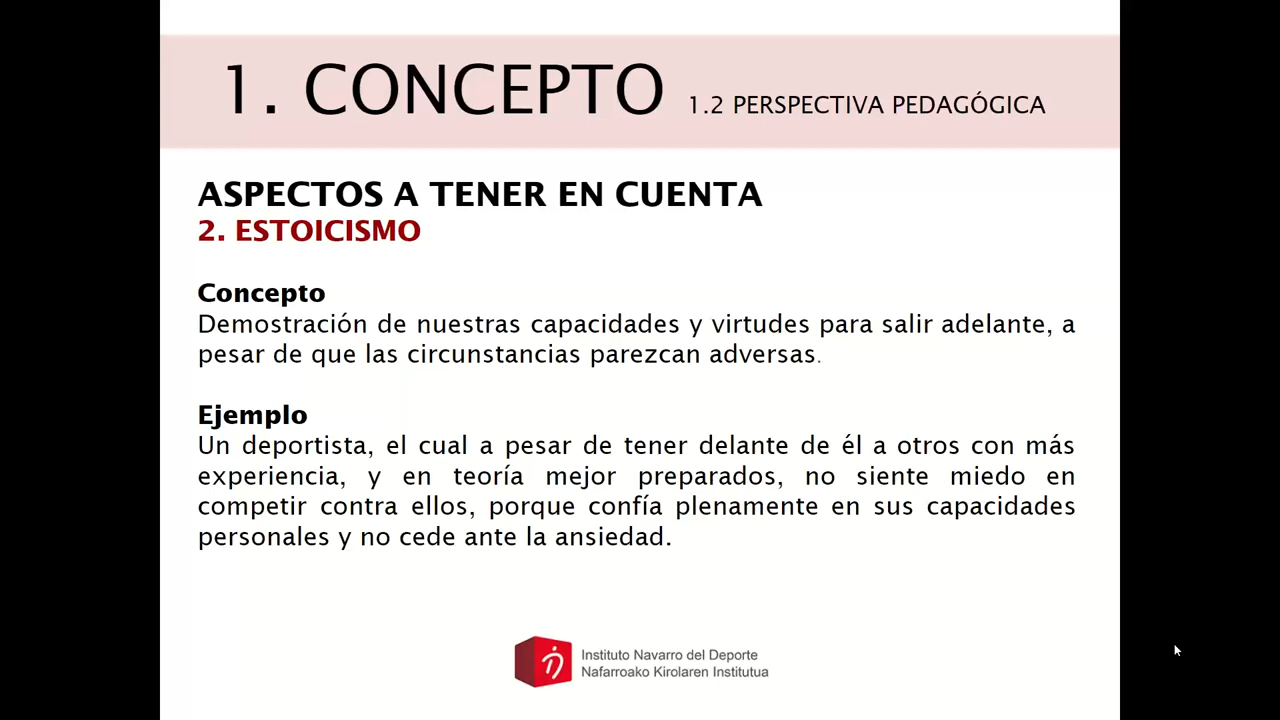 1. CONCEPTO 1.2 PERSPECTIVA PEDAGÓGICA
ASPECTOS A TENER EN CUENTA
2. ESTOICISMO
Concepto
Demostración de nuestras capacidades y virtudes para salir adelante, a
pesar de que las circunstancias parezcan adversas.
Ejemplo
Un deportista, el cual a pesar de tener delante de él a otros con más
experiencia, y en teoría mejor preparados, no siente miedo en
competir contra ellos, porque confía plenamente en sus capacidades
personales y no cede ante la ansiedad.
Instituto Navarro del Deporte
Nafarroako Kirolaren Institutua